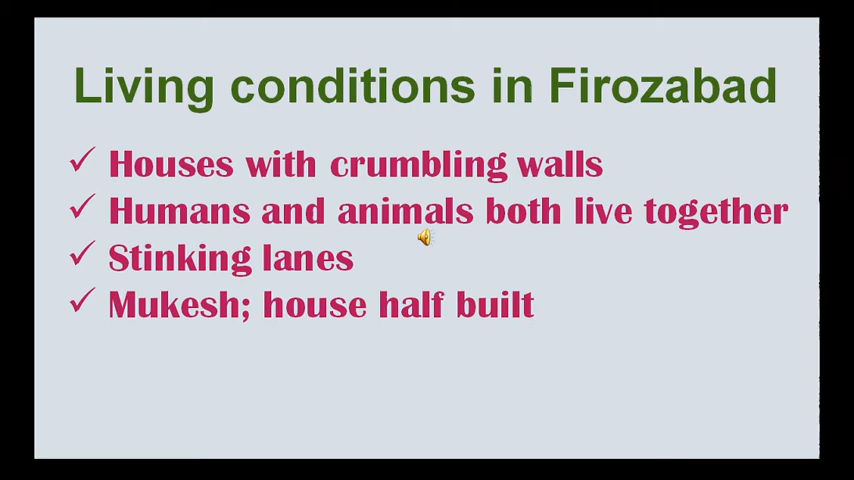 Living conditions in Firozabad
✓ Houses with crumbling walls
✓ Humans and animals both live together
✓ Stinking lanes
✓ Mukesh; house half built